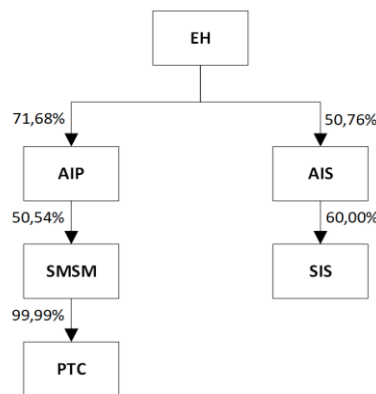 EH
71,68% 50,76%
AIP AIS
50,54% 60,00%
SMSM SIS
99,99%
PTC